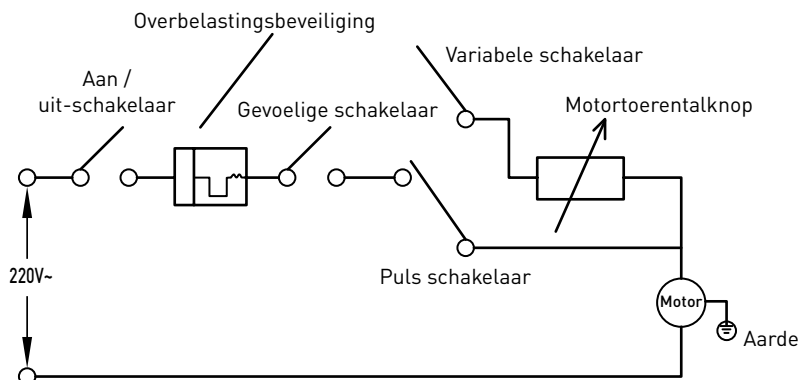 Overbelastingsbeveiliging
Variabele schakelaar
Aan /
uit-schakelaar
Gevoelige schakelaar
Motortoerentalknop
220V~
Puls schakelaar
Motor
Aarde